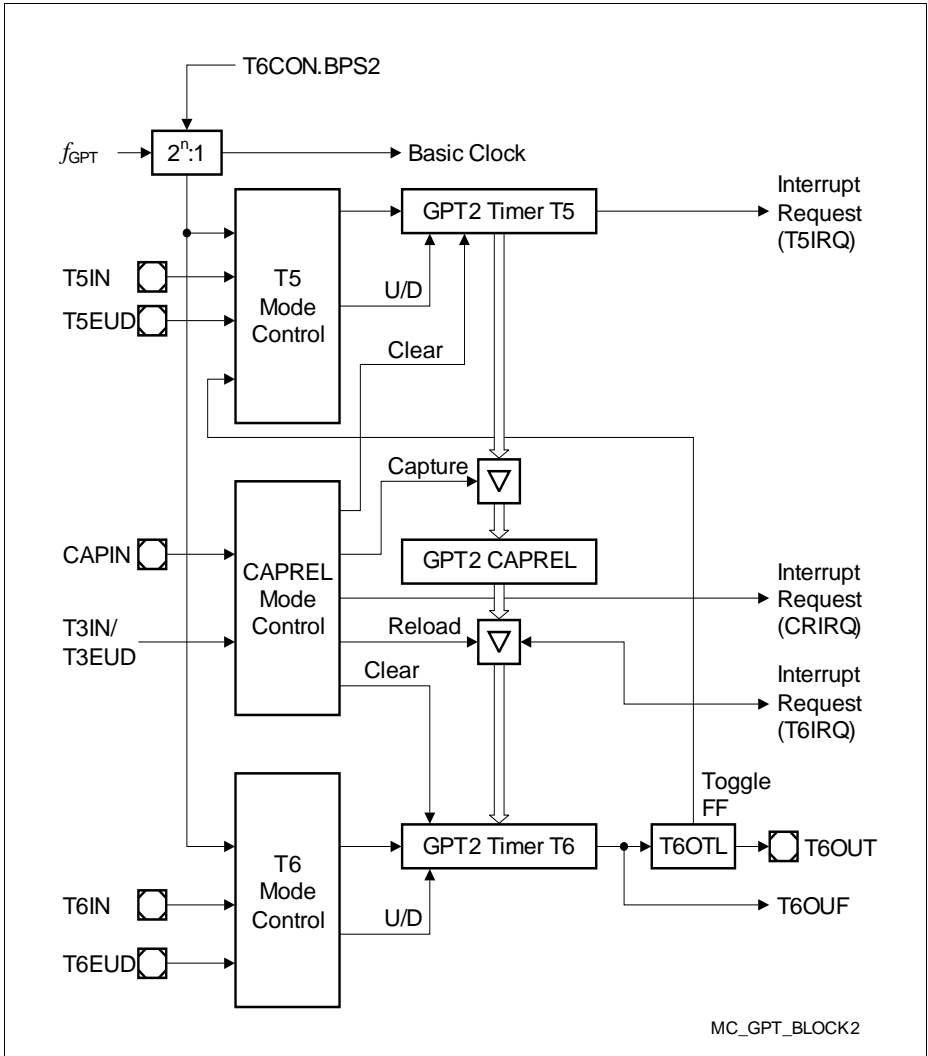 T6CON.BPS2
fGPT
2n:1
Basic Clock
Interrupt
Request
(T5IRQ)
GPT2 Timer T5
T5IN
T5
Mode
Control
U/D
T5EUD
Clear
Capture
CAPIN
GPT2 CAPREL
CAPREL
Mode
Control
Interrupt
Request
(CRIRQ)
T3IN/
T3EUD
Reload
Clear
Interrupt
Request
(T6IRQ)
Toggle
FF
GPT2 Timer T6
T6OTL
T6OUT
T6
Mode
Control
T6IN
U/D
T6OUF
T6EUD
MC_GPT_BLOCK2